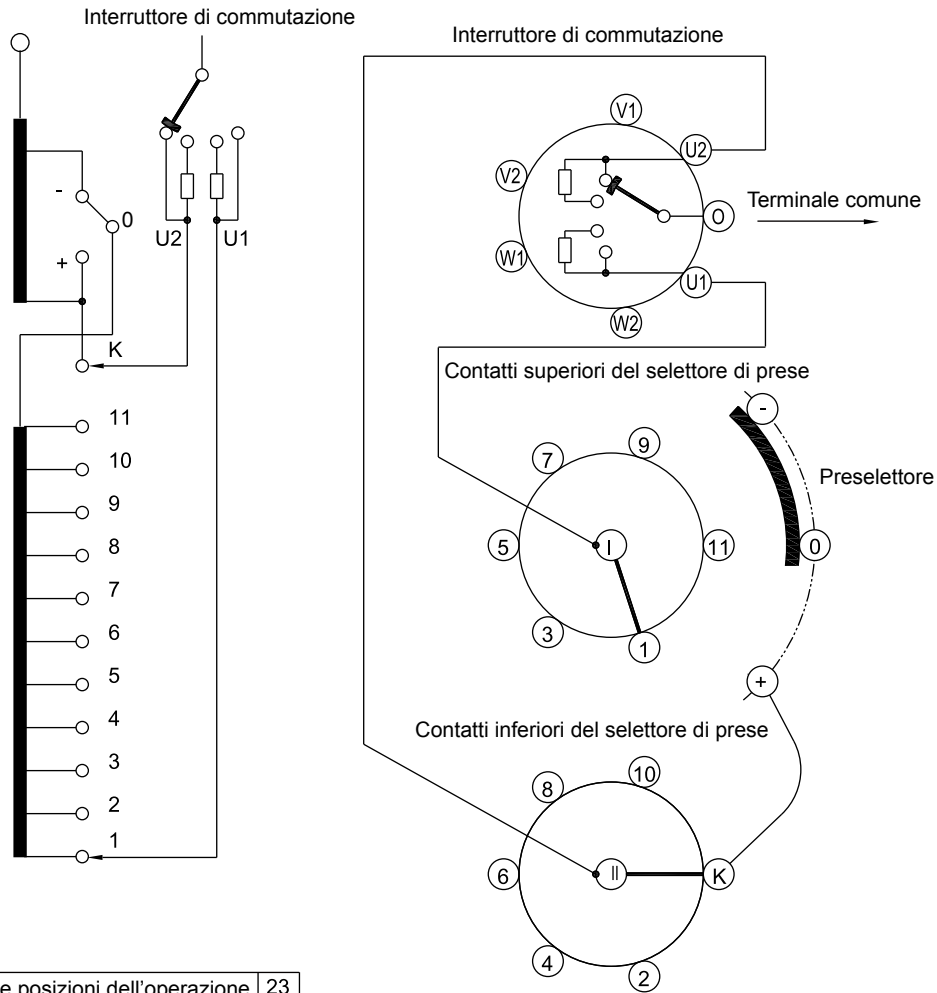 Interruttore di commutazione
-
0
+
U2 U1
K
11
10
9
8
7
6
5
4
3
2
1
Interruttore di commutazione
V1
U2
V2
O
Terminale comune
W1
U1
W2
Contatti superiori del selettore di prese
-
9
7
Preselettore
I
5
11
0
3
1
+
Contatti inferiori del selettore di prese
10
8
II
6
K
4
2
e posizioni dell'operazione 23